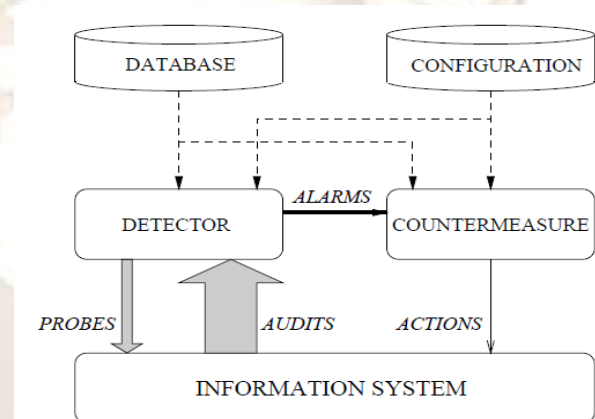 DATABASE
CONFIGURATION
ALARMS
DETECTOR
COUNTERMEASURE
PROBES
AUDITS
ACTIONS
INFORMATION SYSTEM